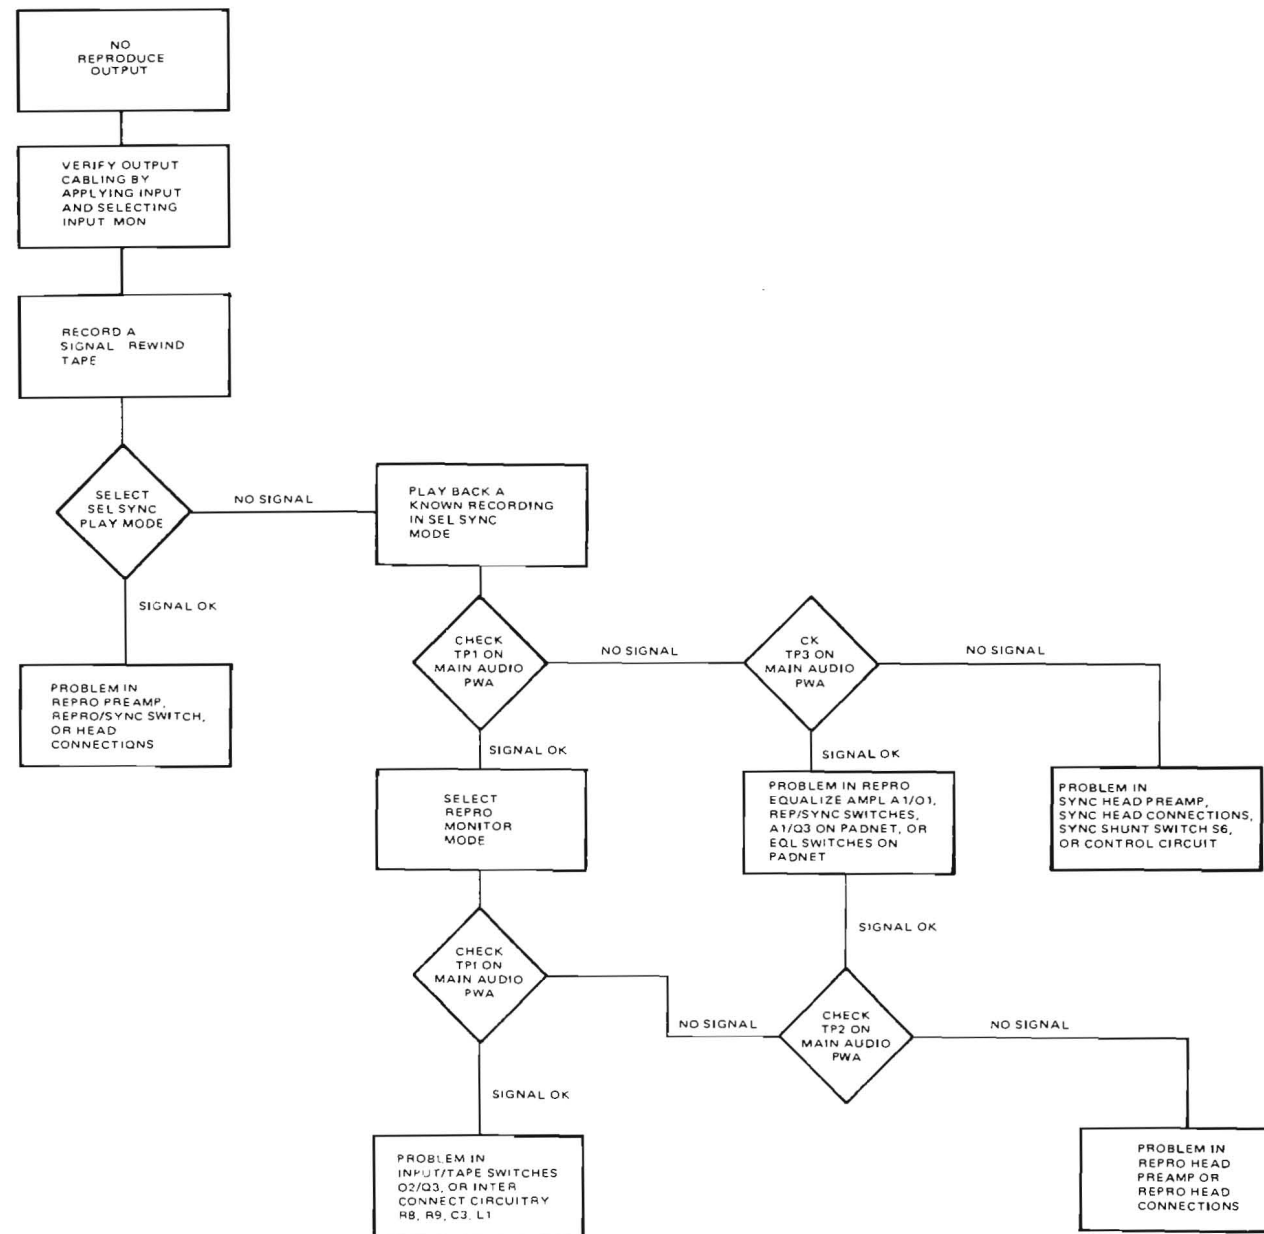 NO
REPRODUCE
OUTPUT
VERIFY OUTPUT
CABLING BY
APPLYING INPUT
AND SELECTING
INPUT MON
RECORD A
SIGNAL REWIND
TAPE
SELECT
SEL SYNC
PLAY MODE
NO SIGNAL
SIGNAL OK
PROBLEM IN
REPRO PREAMP,
REPRO/SYNC SWITCH,
OR HEAD
CONNECTIONS
PLAY BACK A
KNOWN RECORDING
IN SEL SYNC
MODE
CHECK
TP1 ON
MAIN AUDIO
PWA
NO SIGNAL
SIGNAL OK
CK
TP3 ON
MAIN AUDIO
PWA
NO SIGNAL
SIGNAL OK
SELECT
REPRO
MONITOR
MODE
PROBLEM IN REPRO
EQUALIZE AMPL A1/Q1,
REP/SYNC SWITCHES,
A1/Q3 ON PADNET, OR
EQL SWITCHES ON
PADNET
PROBLEM IN
SYNC HEAD PREAMP,
SYNC HEAD CONNECTIONS,
SYNC SHUNT SWITCH S6,
OR CONTROL CIRCUIT
SIGNAL OK
CHECK
TP1 ON
MAIN AUDIO
PWA
NO SIGNAL
CHECK
TP2 ON
MAIN AUDIO
PWA
NO SIGNAL
SIGNAL OK
PROBLEM IN
INPUT/TAPE SWITCHES
Q2/Q3, OR INTER
CONNECT CIRCUITRY
R8, R9, C3, L1
PROBLEM IN
REPRO HEAD
PREAMP OR
REPRO HEAD
CONNECTIONS